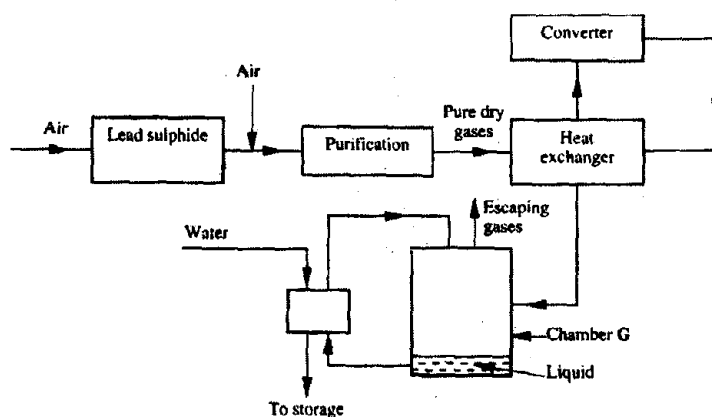 Converter
Air
Air
Lead sulphide
Purification
Pure dry
gases
Heat
exchanger
Escaping
gases
Water
Chamber G
Liquid
To storage